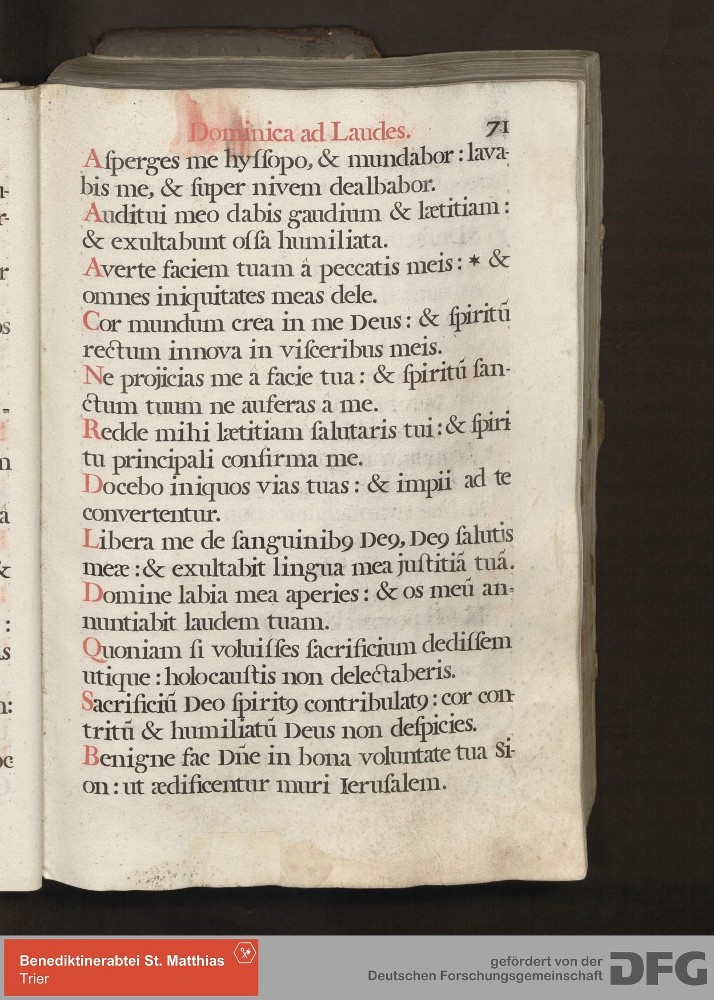 Dominica ad Laudes. 71
Aſperges me hyſſopo, & mundabor : lava-
bis me, & ſuper nivem dealbabor.
Auditui meo dabis gaudium & lætitiam :
& exultabunt oſſa humiliata.
Averte faciem tuam â peccatis meis : * &
omnes iniquitates meas dele.
Cor mundum crea in me Deus : & ſpiritũ
rectum innova in viſceribus meis.
Ne projicias me â facie tua : & ſpiritũ ſan-
ctum tuum ne auferas a me.
Redde mihi lætitiam ſalutaris tui : & ſpiri
tu principali confirma me.
Docebo iniquos vias tuas : & impii ad te
convertentur.
Libera me de ſanguinibꝯ Deꝯ, Deꝯ ſalutis
meæ : & exultabit lingua mea juſtitiã tuã.
Domine labia mea aperies : & os meũ an-
nuntiabit laudem tuam.
Quoniam ſi voluiſſes ſacrificium dediſſem
utique : holocauſtis non delectaberis.
Sacrificiũ Deo ſpiritꝯ contribulatꝯ : cor con-
tritũ & humiliatũ Deus non deſpicies.
Benigne fac Dñe in bona voluntate tua Si-
on : ut ædificentur muri Ieruſalem.
Benediktinerabtei St. Matthias
Trier
gefördert von der
Deutschen Forschungsgemeinschaft
DFG